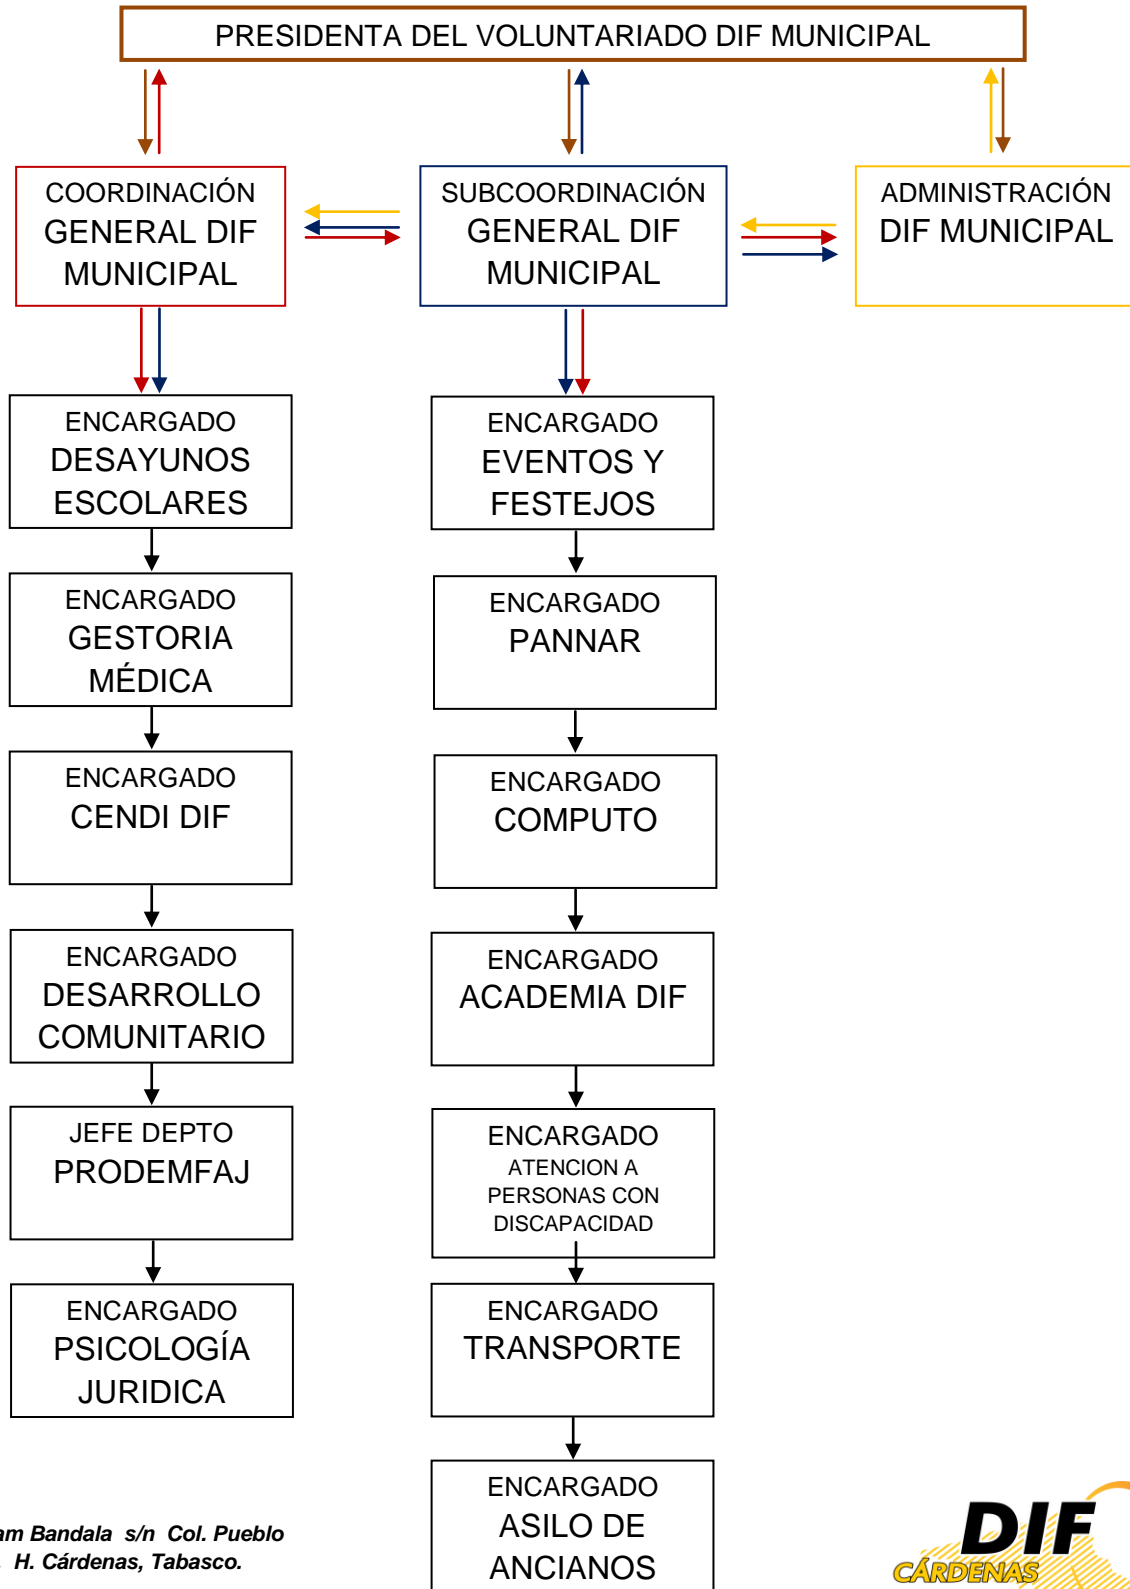 PRESIDENTA DEL VOLUNTARIADO DIF MUNICIPAL
COORDINACIÓN
GENERAL DIF
MUNICIPAL
SUBCOORDINACIÓN
GENERAL DIF
MUNICIPAL
ADMINISTRACIÓN
DIF MUNICIPAL
ENCARGADO
DESAYUNOS
ESCOLARES
ENCARGADO
GESTORIA
MÉDICA
ENCARGADO
CENDI DIF
ENCARGADO
DESARROLLO
COMUNITARIO
JEFE DEPTO
PRODEMFAJ
ENCARGADO
PSICOLOGÍA
JURIDICA
ENCARGADO
EVENTOS Y
FESTEJOS
ENCARGADO
PANNAR
ENCARGADO
COMPUTO
ENCARGADO
ACADEMIA DIF
ENCARGADO
ATENCION A
PERSONAS CON
DISCAPACIDAD
ENCARGADO
TRANSPORTE
ENCARGADO
ASILO DE
ANCIANOS
Bandala s/n Col. Pueblo
H. Cárdenas, Tabasco.
DIF
CÁRDENAS